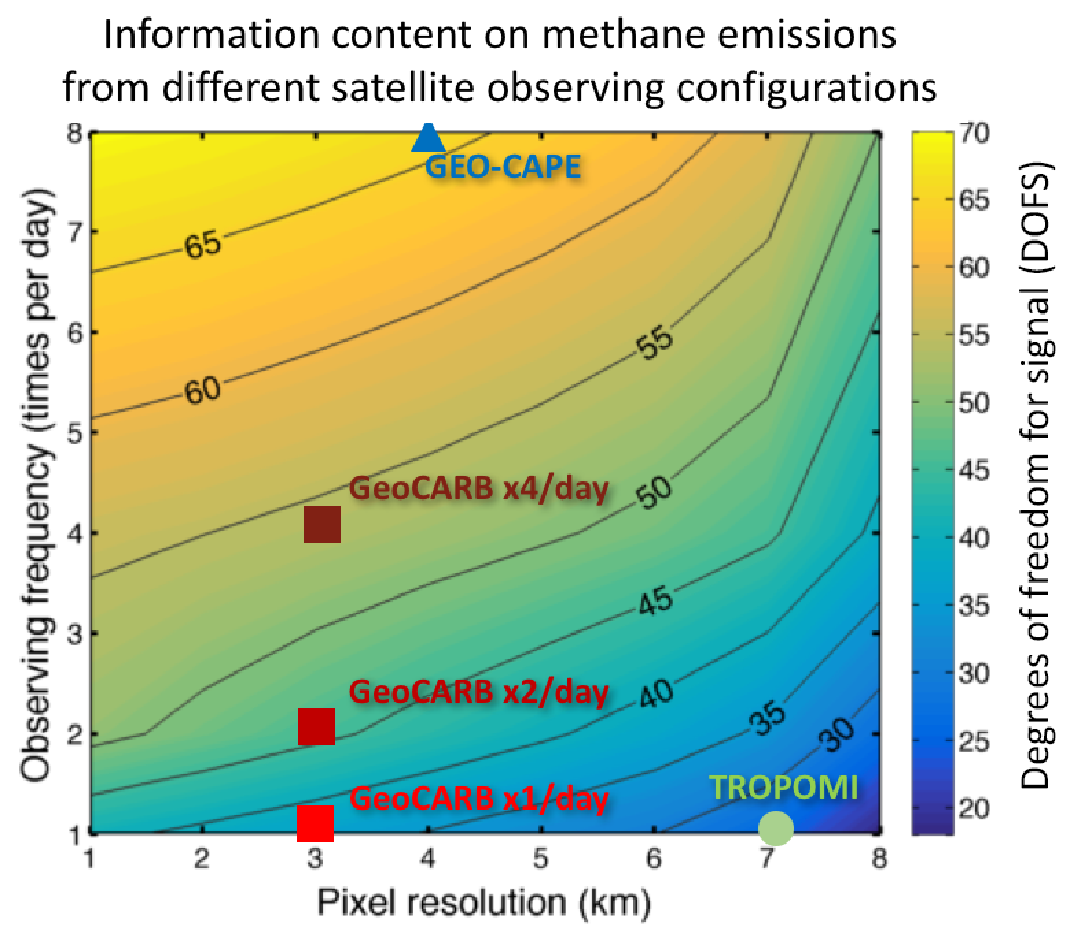 Information content on methane emissions
from different satellite observing configurations
8
7
6
5
4
3
2
1
Observing frequency (times per day)
1 2 3 4 5 6 7 8
Pixel resolution (km)
GEO-CAPE
65
60
55
GeoCARB x4/day
50
45
GeoCARB x2/day
40
35
30
GeoCARB x1/day
TROPOMI
70
65
60
55
50
45
40
35
30
25
20
Degrees of freedom for signal (DOFS)